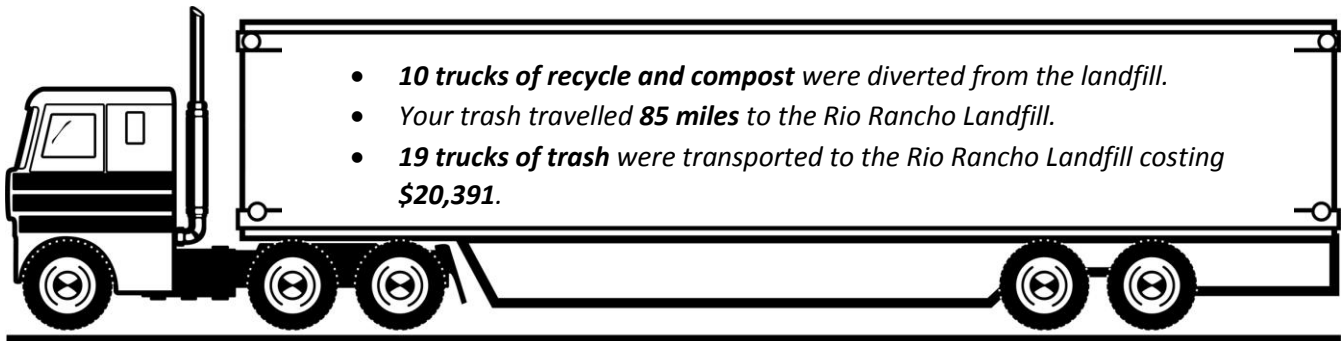 • 10 trucks of recycle and compost were diverted from the landfill.
• Your trash travelled 85 miles to the Rio Rancho Landfill.
• 19 trucks of trash were transported to the Rio Rancho Landfill costing
$20,391.